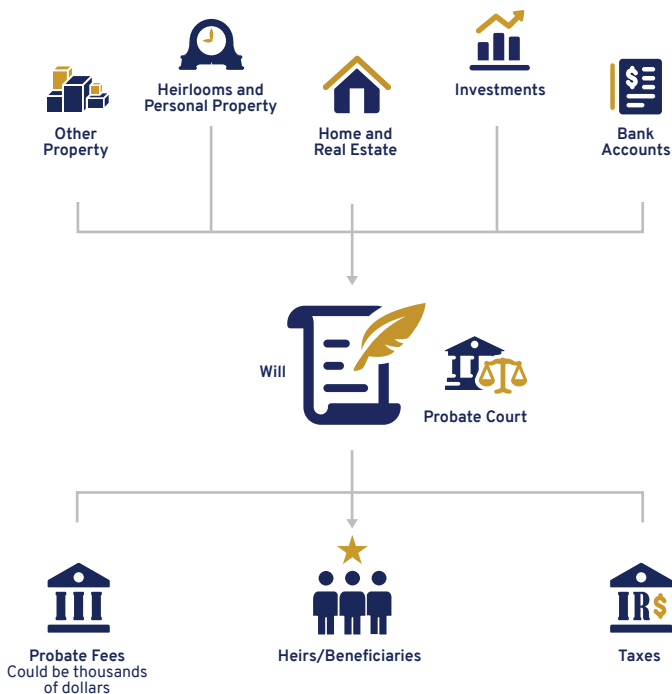 Other
Property
Heirlooms and
Personal Property
Home and
Real Estate
Investments
$
Bank
Accounts
Will
Probate Court
Probate Fees
Could be thousands
of dollars
Heirs/Beneficiaries
IR$
Taxes